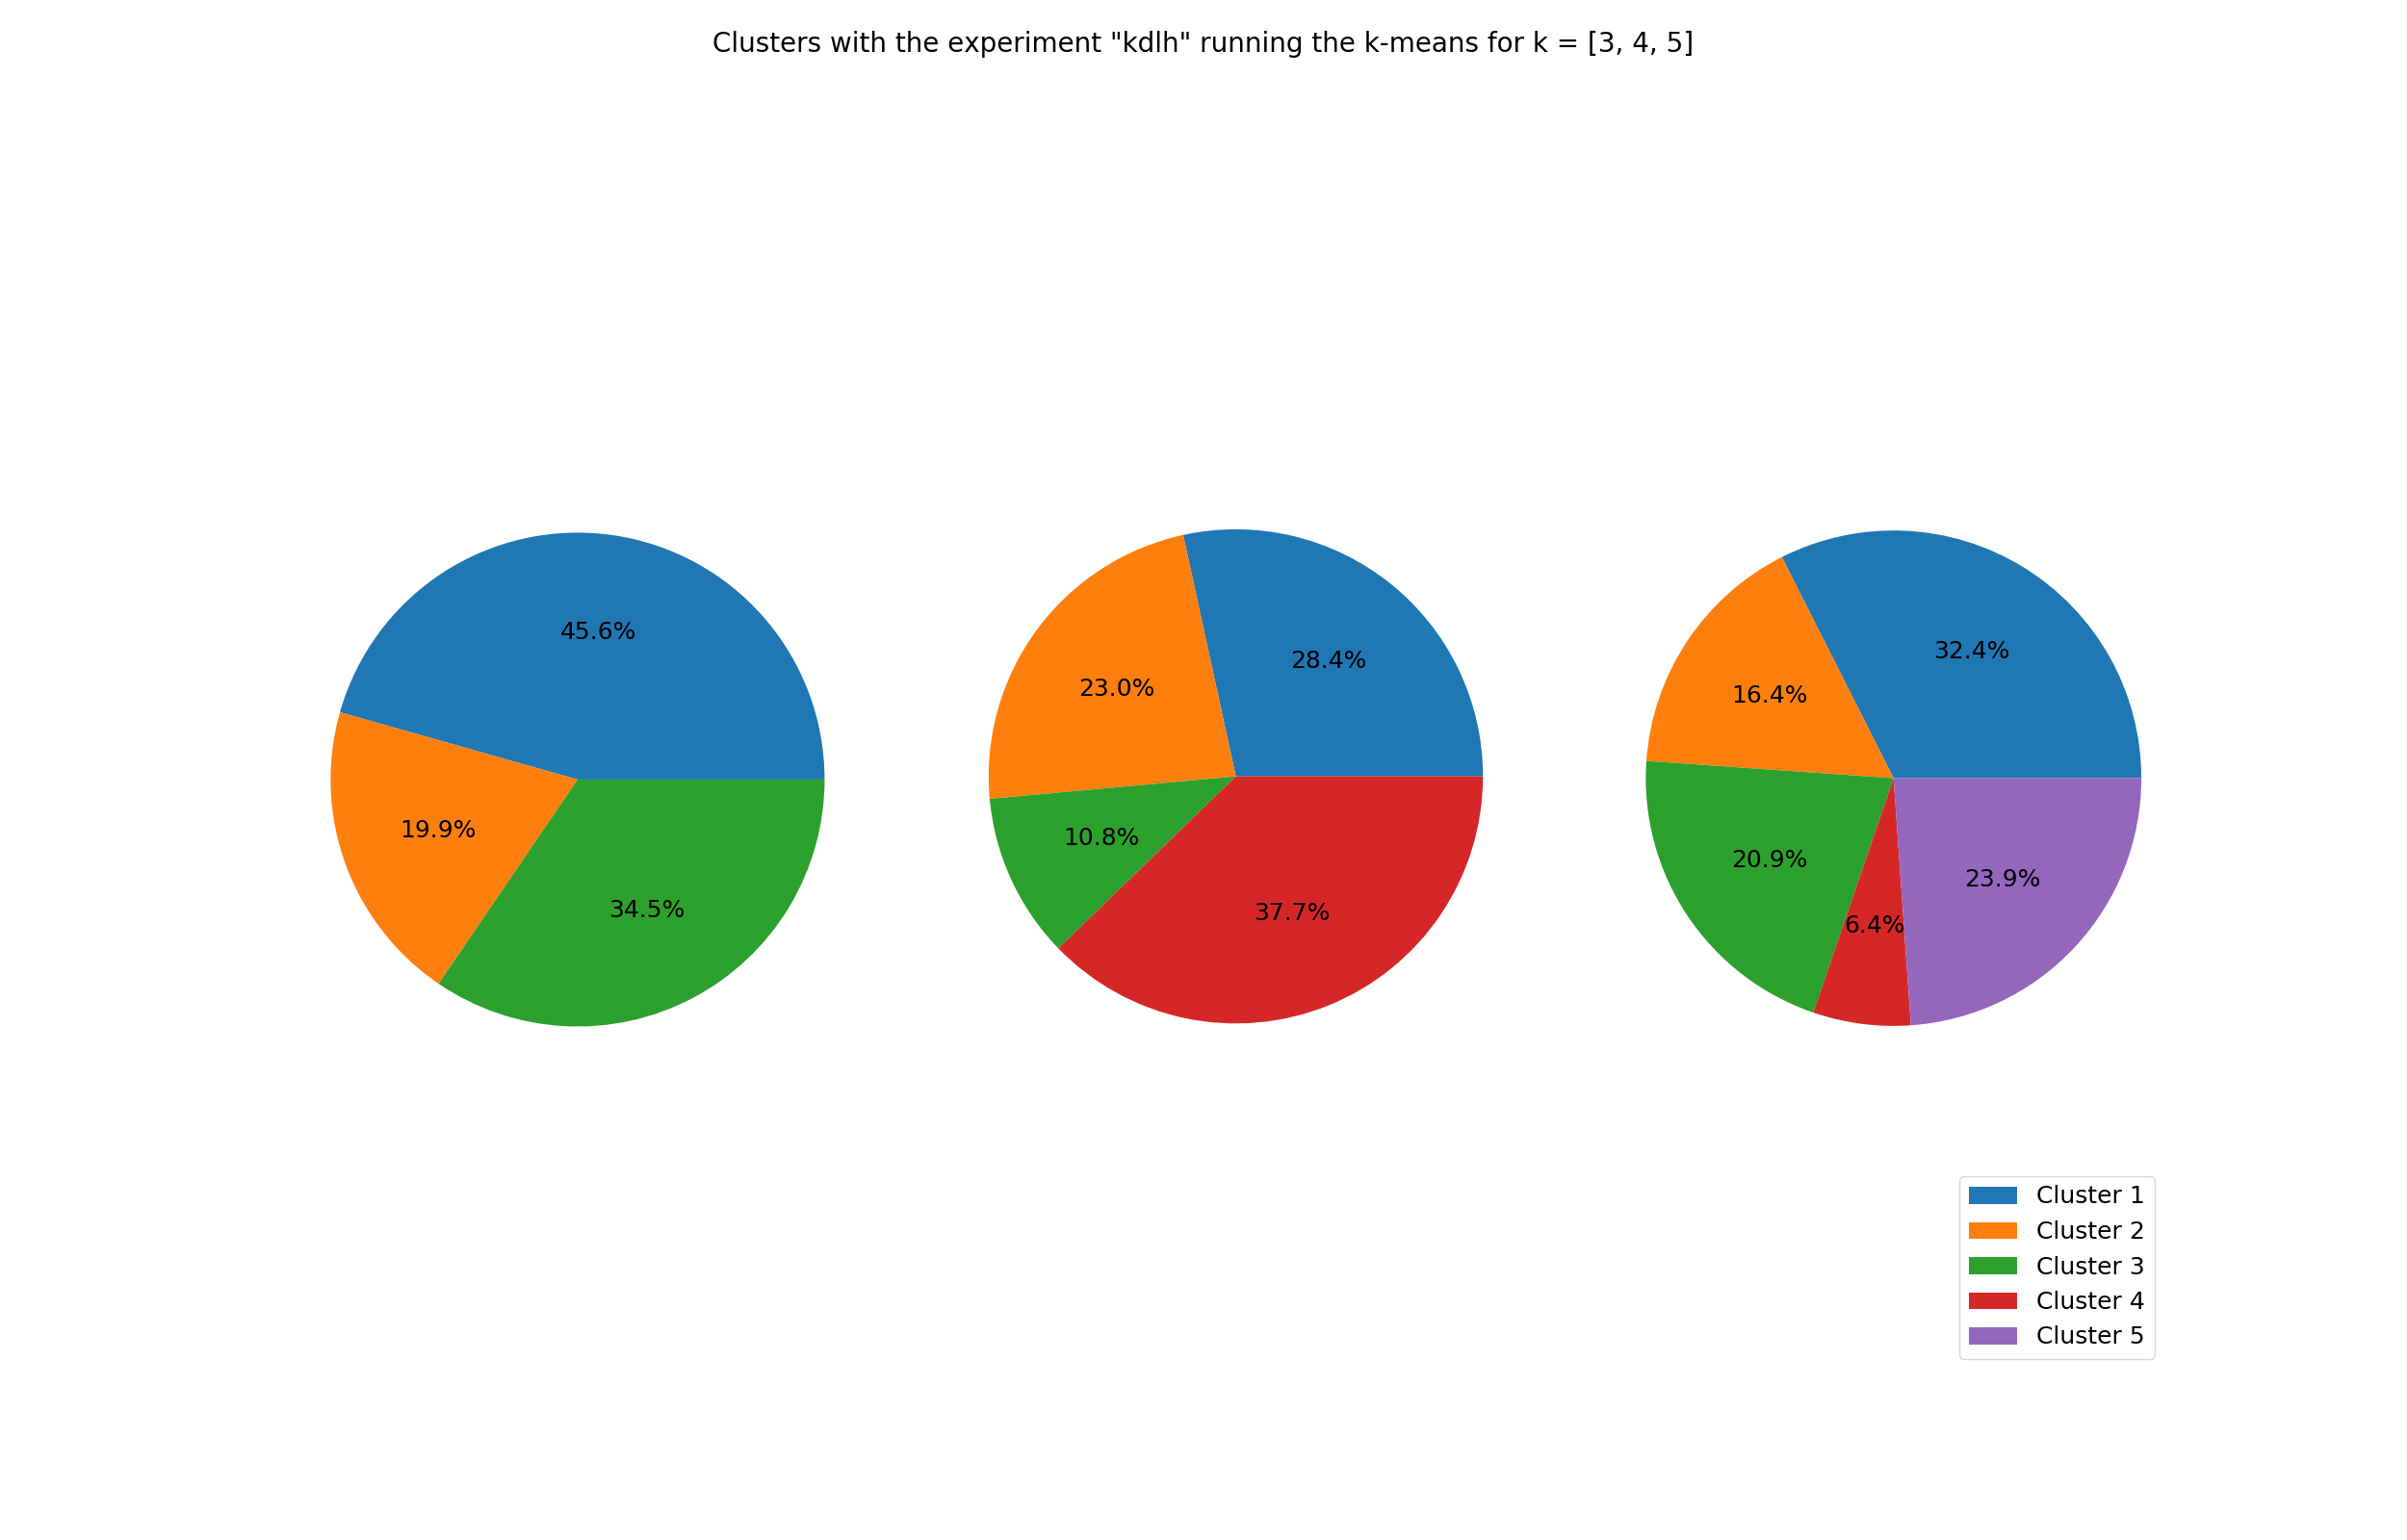 Clusters with the experiment "kdlh" running the k-means for k = [3, 4, 5]
45.6%
19.9%
34.5%
28.4%
23.0%
10.8%
37.7%
32.4%
16.4%
20.9%
6.4%
23.9%
Cluster 1
Cluster 2
Cluster 3
Cluster 4
Cluster 5